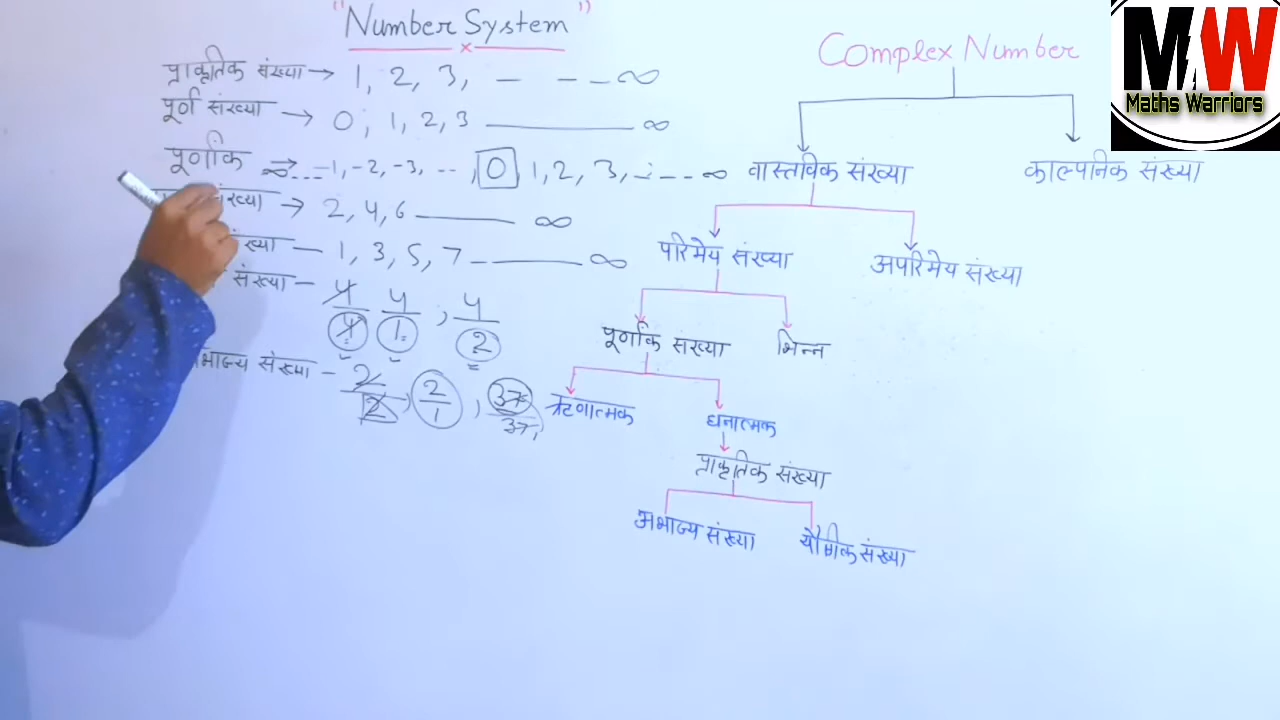 "Number System"
प्राकृतिक संख्या → 1, 2, 3, — — — ∞
पूर्ण संख्या → 0, 1, 2, 3 ——— ∞
पूर्णांक ⇒ ∞... -1, -2, -3, ..., 0, 1, 2, 3, ... ∞
संख्या → 2, 4, 6 ——— ∞
संख्या — 1, 3, 5, 7 ——— ∞
संख्या — 4/4 4/1, 4/2
भाज्य संख्या — 2/2, 2/1, 37/37,
Complex Number
वास्तविक संख्या काल्पनिक संख्या
परिमेय संख्या अपरिमेय संख्या
पूर्णांक संख्या भिन्न
ऋणात्मक धनात्मक
प्राकृतिक संख्या
अभाज्य संख्या यौगिक संख्या
MW
Maths Warriors